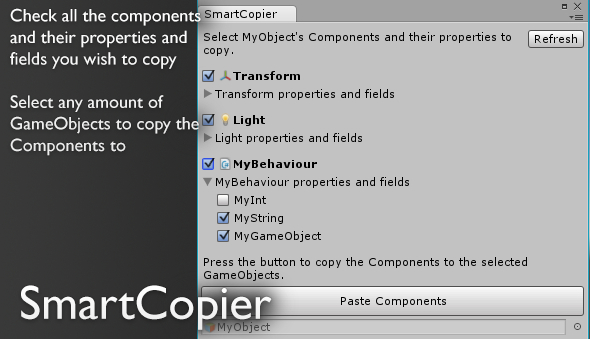 Check all the components
and their properties and
fields you wish to copy
Select any amount of
GameObjects to copy the
Components to
SmartCopier
SmartCopier
Select MyObject's Components and their properties to
copy.
Refresh
Transform
Transform properties and fields
Light
Light properties and fields
MyBehaviour
MyBehaviour properties and fields
MyInt
MyString
MyGameObject
Press the button to copy the Components to the selected
GameObjects.
Paste Components
MyObject